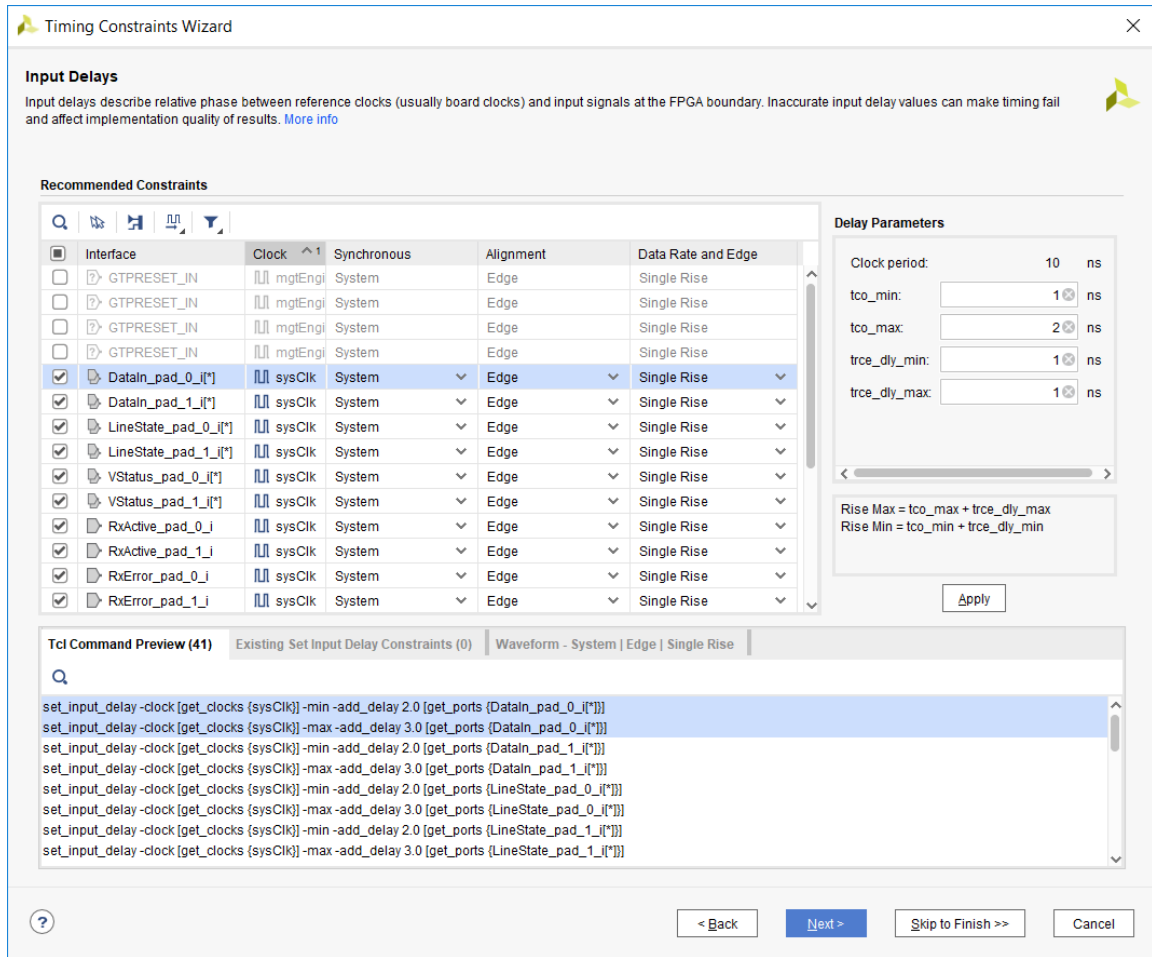 Timing Constraints Wizard
Input Delays
Input delays describe relative phase between reference clocks (usually board clocks) and input signals at the FPGA boundary. Inaccurate input delay values can make timing fail
and affect implementation quality of results. More info
Recommended Constraints
Interface Clock 1 Synchronous Alignment Data Rate and Edge
GTPRESET_IN mgtEngi System Edge Single Rise
GTPRESET_IN mgtEngi System Edge Single Rise
GTPRESET_IN mgtEngi System Edge Single Rise
GTPRESET_IN mgtEngi System Edge Single Rise
DataIn_pad_0_i[*] sysClk System Edge Single Rise
DataIn_pad_1_i[*] sysClk System Edge Single Rise
LineState_pad_0_i[*] sysClk System Edge Single Rise
LineState_pad_1_i[*] sysClk System Edge Single Rise
VStatus_pad_0_i[*] sysClk System Edge Single Rise
VStatus_pad_1_i[*] sysClk System Edge Single Rise
RxActive_pad_0_i sysClk System Edge Single Rise
RxActive_pad_1_i sysClk System Edge Single Rise
RxError_pad_0_i sysClk System Edge Single Rise
RxError_pad_1_i sysClk System Edge Single Rise
Delay Parameters
Clock period: 10 ns
tco_min: 1 ns
tco_max: 2 ns
trce_dly_min: 1 ns
trce_dly_max: 1 ns
Rise Max = tco_max + trce_dly_max
Rise Min = tco_min + trce_dly_min
Apply
Tcl Command Preview (41) Existing Set Input Delay Constraints (0) Waveform - System | Edge | Single Rise
set_input_delay -clock [get_clocks {sysClk}] -min -add_delay 2.0 [get_ports {DataIn_pad_0_i[*]}]
set_input_delay -clock [get_clocks {sysClk}] -max -add_delay 3.0 [get_ports {DataIn_pad_0_i[*]}]
set_input_delay -clock [get_clocks {sysClk}] -min -add_delay 2.0 [get_ports {DataIn_pad_1_i[*]}]
set_input_delay -clock [get_clocks {sysClk}] -max -add_delay 3.0 [get_ports {DataIn_pad_1_i[*]}]
set_input_delay -clock [get_clocks {sysClk}] -min -add_delay 2.0 [get_ports {LineState_pad_0_i[*]}]
set_input_delay -clock [get_clocks {sysClk}] -max -add_delay 3.0 [get_ports {LineState_pad_0_i[*]}]
set_input_delay -clock [get_clocks {sysClk}] -min -add_delay 2.0 [get_ports {LineState_pad_1_i[*]}]
set_input_delay -clock [get_clocks {sysClk}] -max -add_delay 3.0 [get_ports {LineState_pad_1_i[*]}]
? < Back Next > Skip to Finish >> Cancel